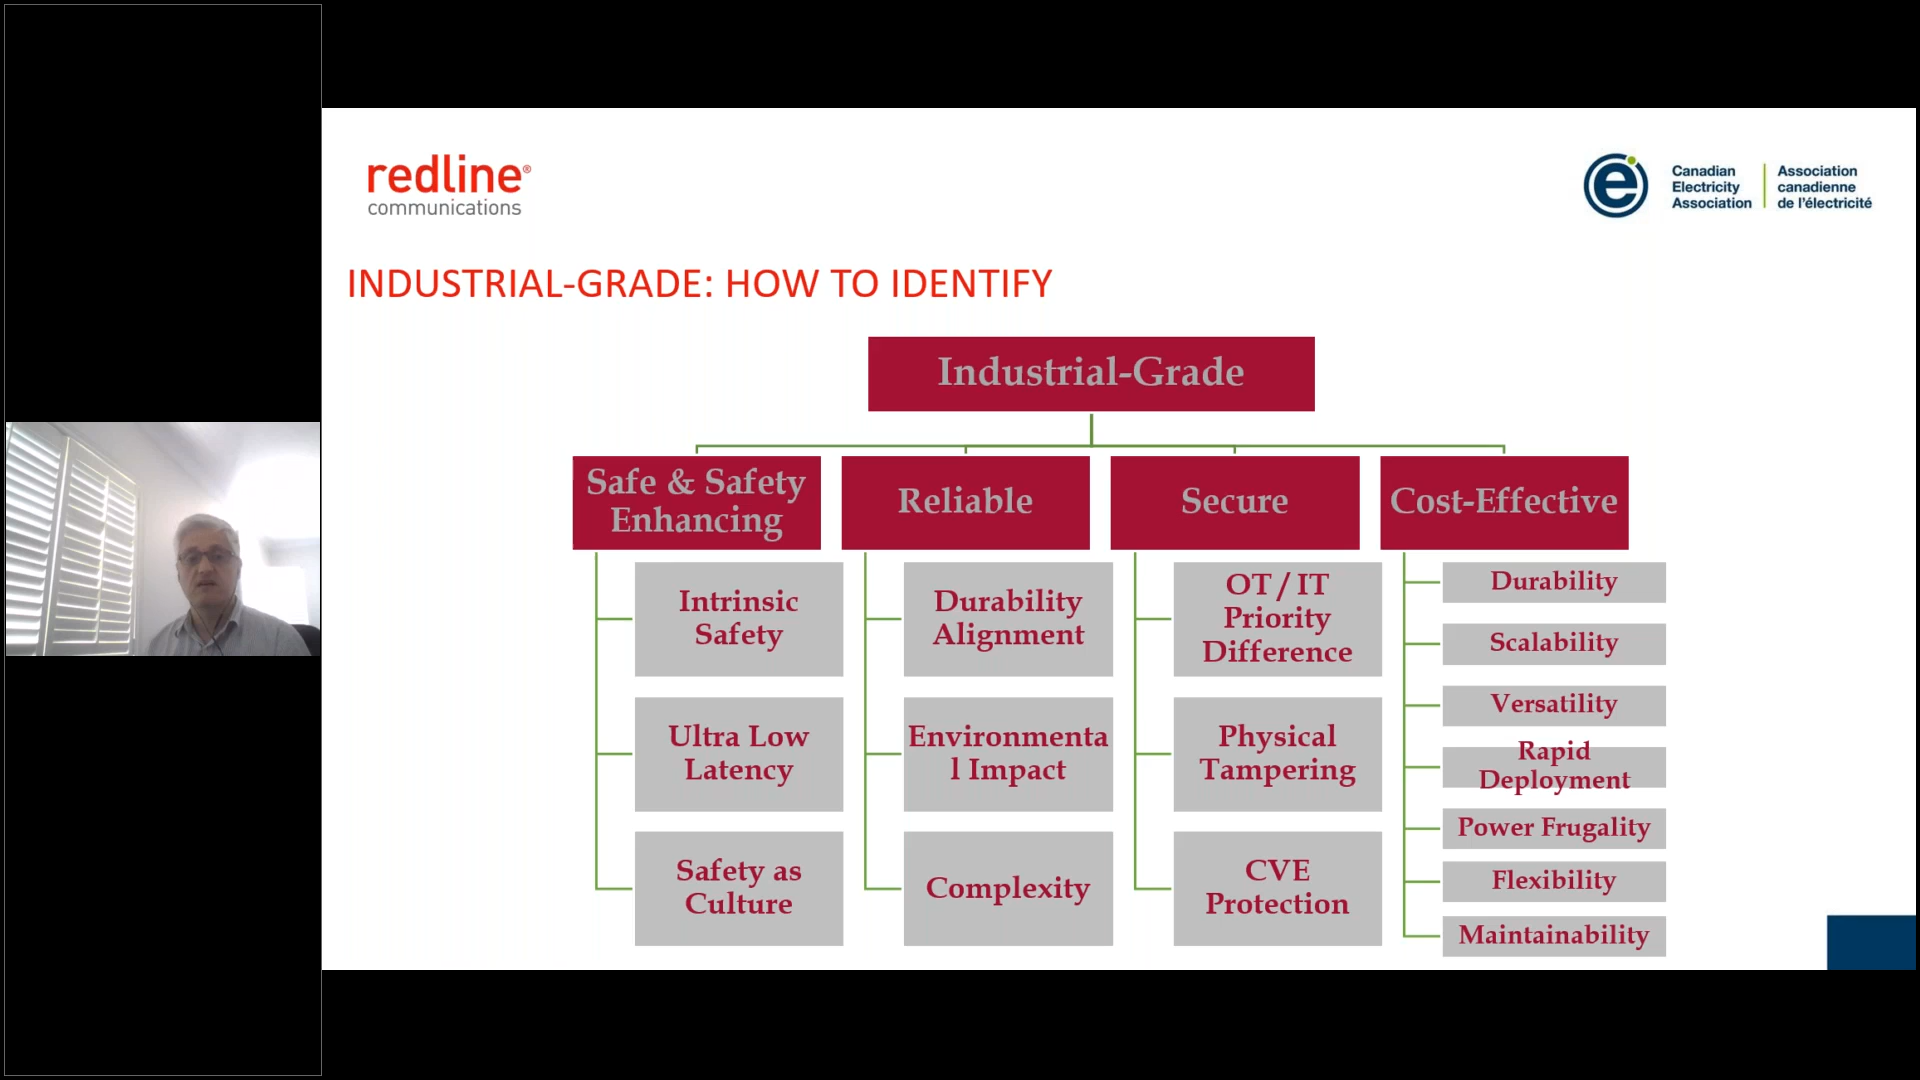 redline®
communications
Canadian
Electricity
Association
Association
canadienne
de l'électricité
INDUSTRIAL-GRADE: HOW TO IDENTIFY
Industrial-Grade
Safe & Safety
Enhancing
Intrinsic
Safety
Ultra Low
Latency
Safety as
Culture
Reliable
Durability
Alignment
Environmenta
l Impact
Complexity
Secure
OT / IT
Priority
Difference
Physical
Tampering
CVE
Protection
Cost-Effective
Durability
Scalability
Versatility
Rapid
Deployment
Power Frugality
Flexibility
Maintainability